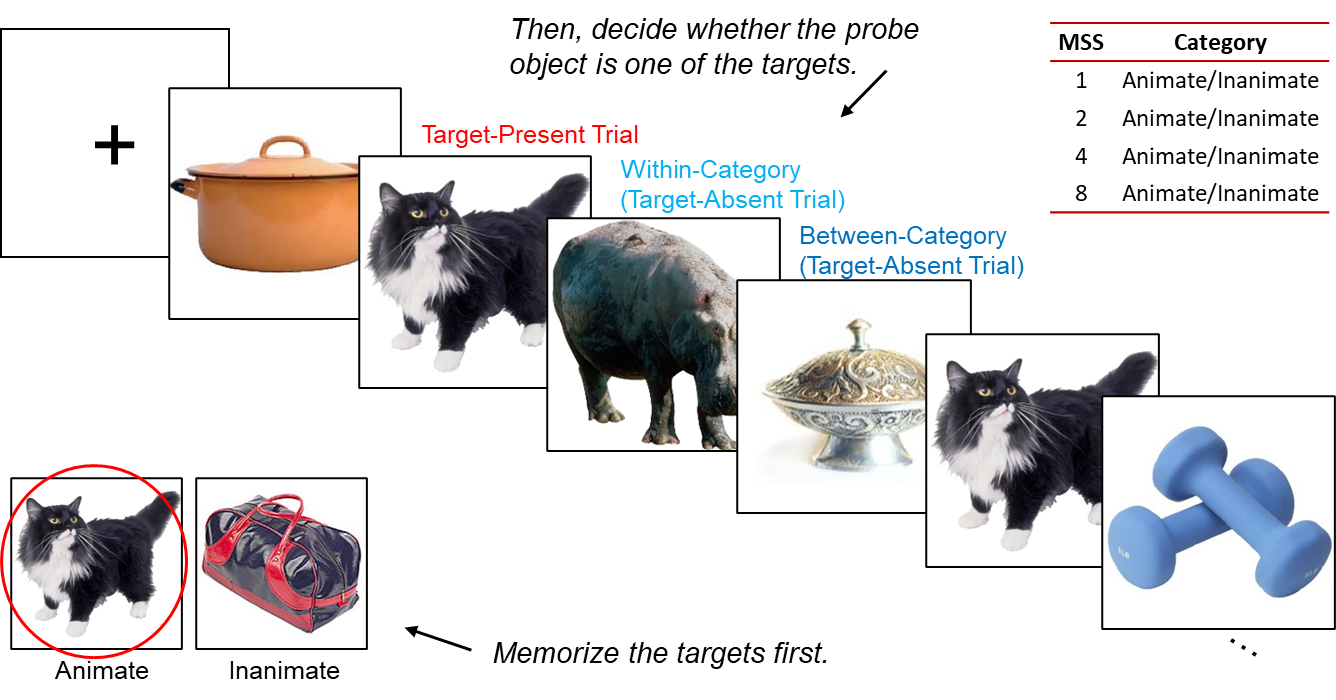 Then, decide whether the probe
object is one of the targets.
MSS Category
1 Animate/Inanimate
2 Animate/Inanimate
4 Animate/Inanimate
8 Animate/Inanimate
Target-Present Trial
Within-Category
(Target-Absent Trial)
Between-Category
(Target-Absent Trial)
5LB
5LB
Animate
Inanimate
Memorize the targets first.
...